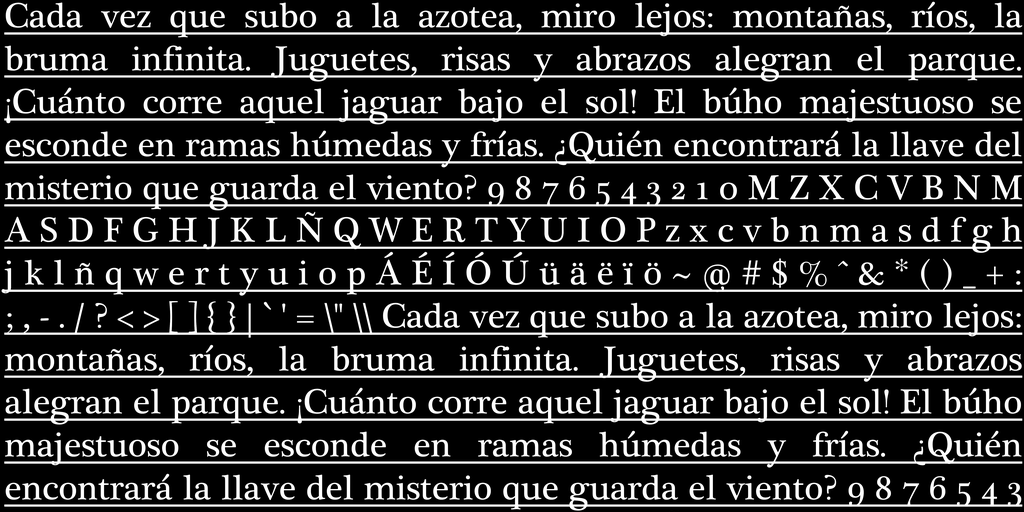 Cada vez que subo a la azotea, miro lejos: montañas, ríos, la
bruma infinita. Juguetes, risas y abrazos alegran el parque.
¡Cuánto corre aquel jaguar bajo el sol! El búho majestuoso se
esconde en ramas húmedas y frías. ¿Quién encontrará la llave del
misterio que guarda el viento? 9 8 7 6 5 4 3 2 1 0 M Z X C V B N M
A S D F G H J K L Ñ Q W E R T Y U I O P z x c v b n m a s d f g h
j k l ñ q w e r t y u i o p Á É Í Ó Ú ü ä ë ï ö ~ @ # $ % ^ & * ( ) _ + :
; , - . / ? < > [ ] { } | ` ' = \" \\ Cada vez que subo a la azotea, miro lejos:
montañas, ríos, la bruma infinita. Juguetes, risas y abrazos
alegran el parque. ¡Cuánto corre aquel jaguar bajo el sol! El búho
majestuoso se esconde en ramas húmedas y frías. ¿Quién
encontrará la llave del misterio que guarda el viento? 9 8 7 6 5 4 3